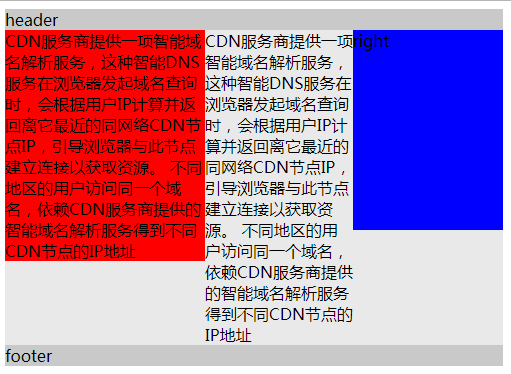 header
CDN服务商提供一项智能域
名解析服务，这种智能DNS
服务在浏览器发起域名查询
时，会根据用户IP计算并返
回离它最近的同网络CDN节
点IP，引导浏览器与此节点
建立连接以获取资源。 不同
地区的用户访问同一个域
名，依赖CDN服务商提供的
智能域名解析服务得到不同
CDN节点的IP地址
CDN服务商提供一项
智能域名解析服务，
这种智能DNS服务在
浏览器发起域名查询
时，会根据用户IP计
算并返回离它最近的
同网络CDN节点IP，
引导浏览器与此节点
建立连接以获取资
源。 不同地区的用
户访问同一个域名，
依赖CDN服务商提供
的智能域名解析服务
得到不同CDN节点的
IP地址
right
footer